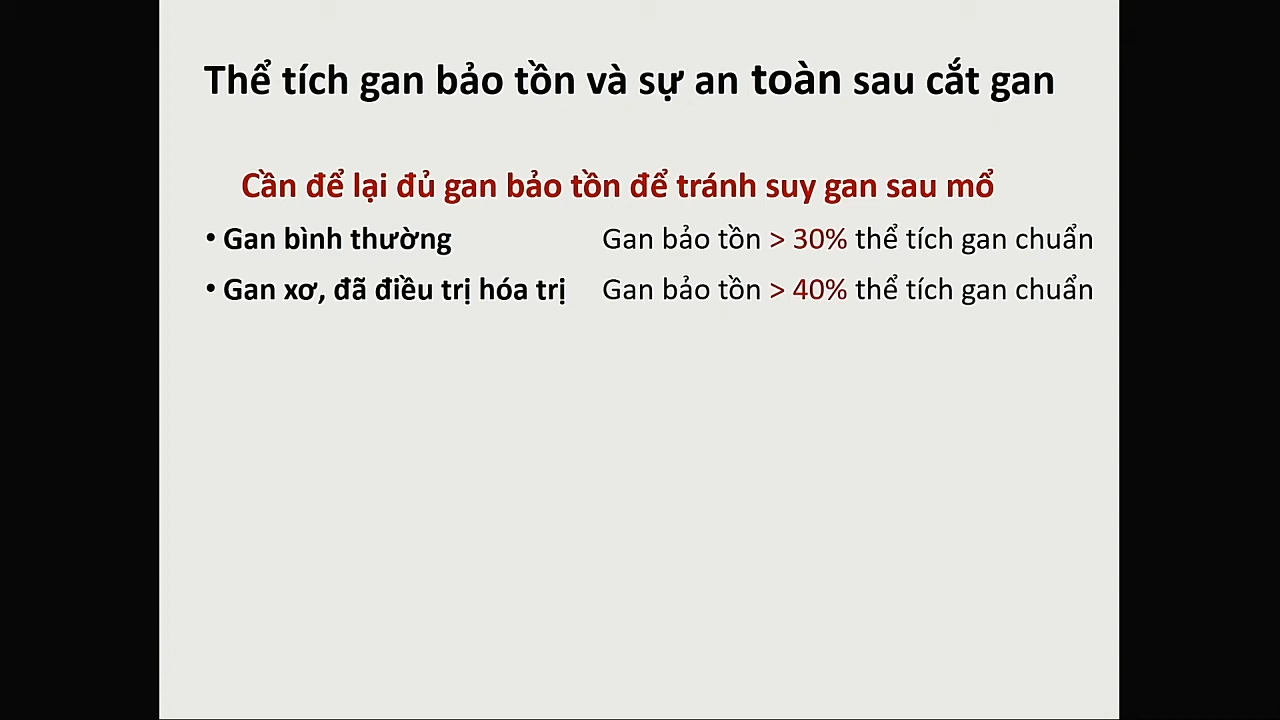 Thể tích gan bảo tồn và sự an toàn sau cắt gan
Cần để lại đủ gan bảo tồn để tránh suy gan sau mổ
• Gan bình thường Gan bảo tồn > 30% thể tích gan chuẩn
• Gan xơ, đã điều trị hóa trị Gan bảo tồn > 40% thể tích gan chuẩn